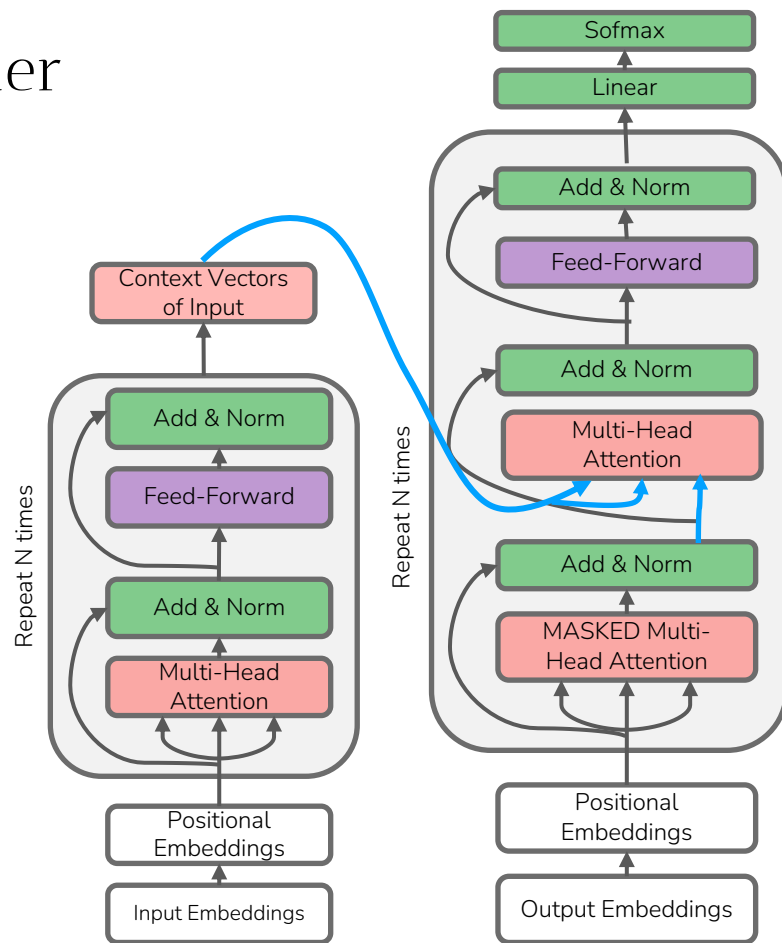 er
Sofmax
Linear
Add & Norm
Feed-Forward
Add & Norm
Multi-Head
Attention
Add & Norm
MASKED Multi-
Head Attention
Repeat N times
Positional
Embeddings
Output Embeddings
Context Vectors
of Input
Add & Norm
Feed-Forward
Add & Norm
Multi-Head
Attention
Repeat N times
Positional
Embeddings
Input Embeddings